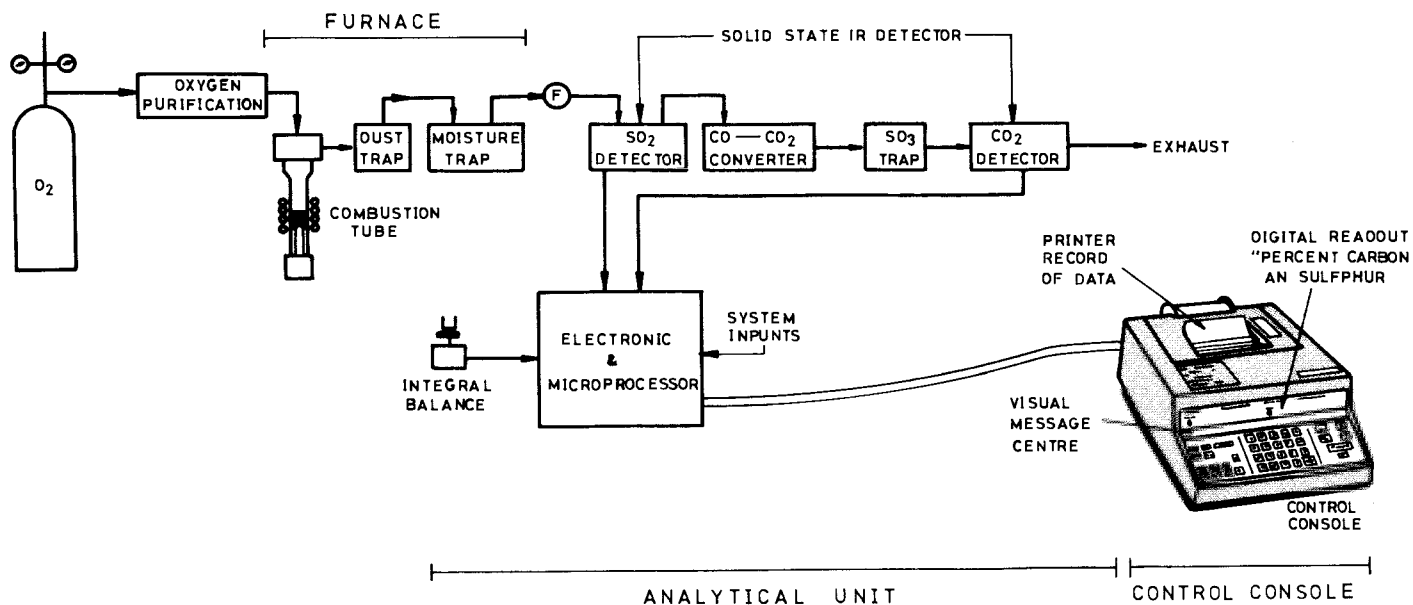 FURNACE
SOLID STATE IR DETECTOR
OXYGEN
PURIFICATION
F
OUST
TRAP
MOISTURE
TRAP
SO2
DETECTOR
CO — CO2
CONVERTER
SO3
TRAP
CO2
DETECTOR
EXHAUST
O2
COMBUSTION
TUBE
PRINTER
RECORD
OF DATA
DIGITAL READOUT
"PERCENT CARBON
AN SULFPHUR
ELECTRONIC
&
MICROPROCESSOR
SYSTEM
INPUNTS
INTEGRAL
BALANCE
VISUAL
MESSAGE
CENTRE
CONTROL
CONSOLE
ANALYTICAL UNIT
CONTROL CONSOLE